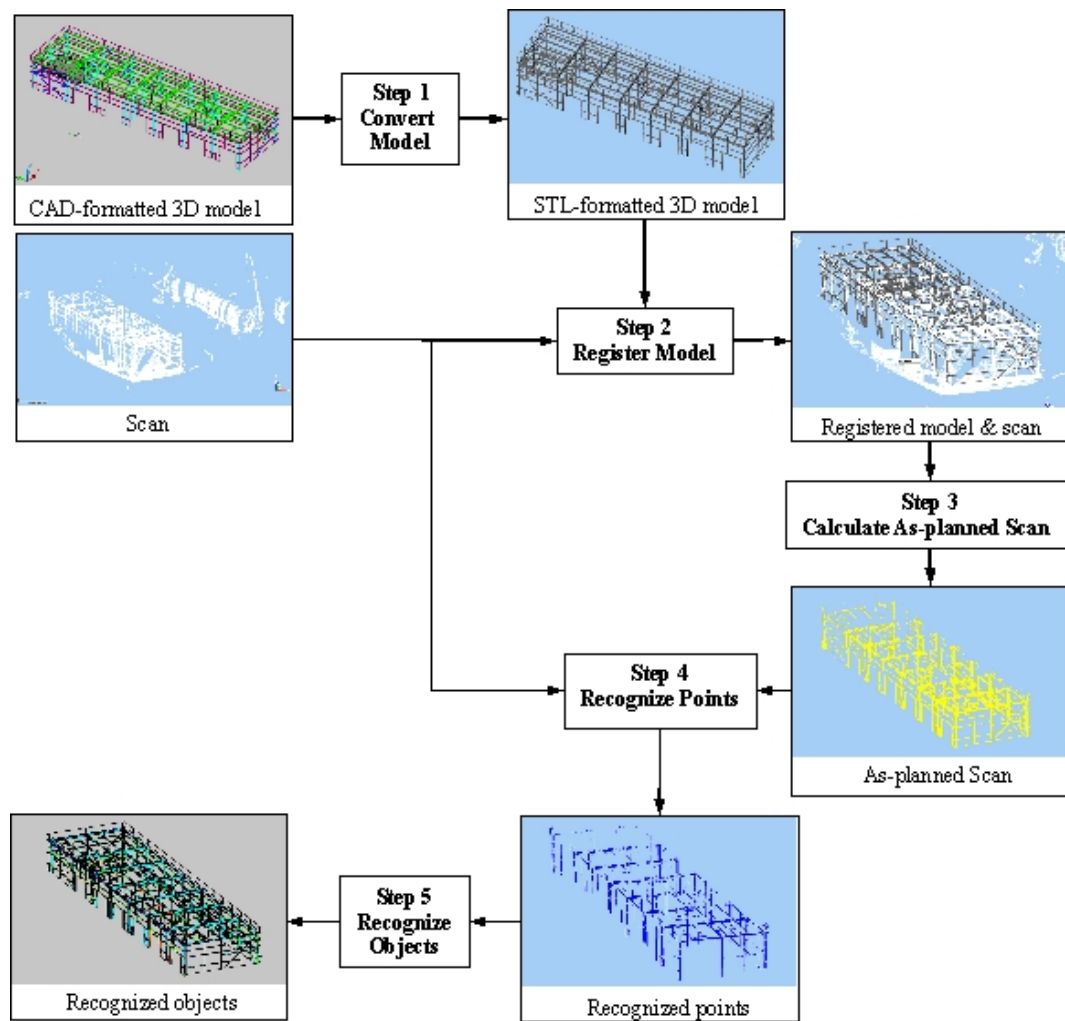 Step 1
Convert
Model
CAD-formatted 3D model
STL-formatted 3D model
Step 2
Register Model
Scan
Registered model & scan
Step 3
Calculate As-planned Scan
Step 4
Recognize Points
As-planned Scan
Step 5
Recognize
Objects
Recognized objects
Recognized points